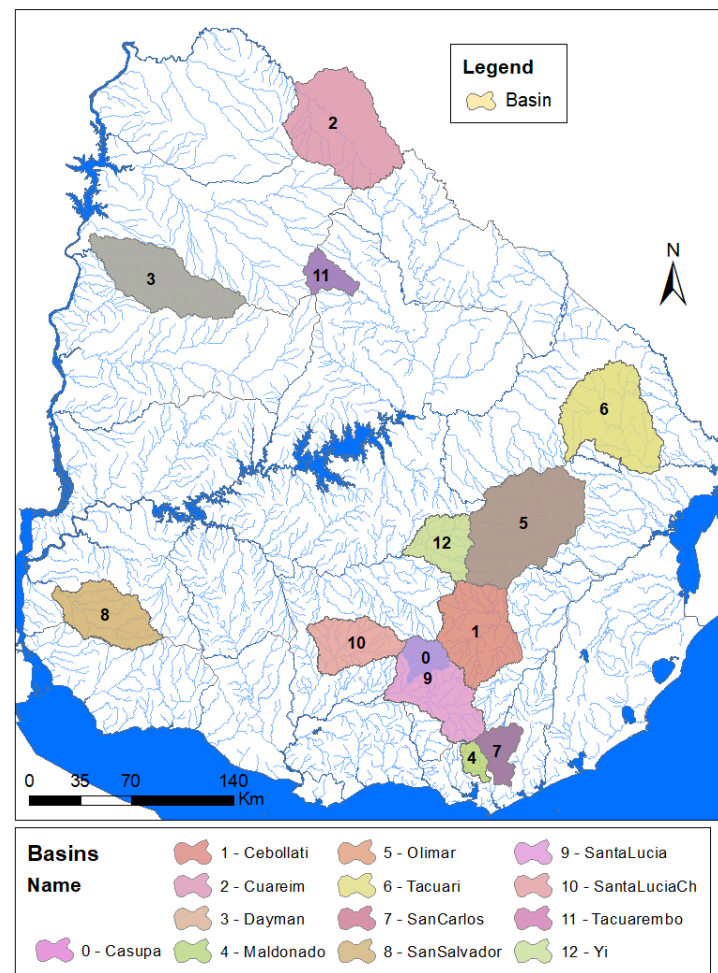 Legend
Basin
2
N
3
11
6
5
12
8
1
10
0
9
7
4
0 35 70 140
Km
Basins
Name
0 - Casupa
1 - Cebollati
2 - Cuareim
3 - Dayman
4 - Maldonado
5 - Olimar
6 - Tacuari
7 - SanCarlos
8 - SanSalvador
9 - SantaLucia
10 - SantaLuciaCh
11 - Tacuarembo
12 - Yi